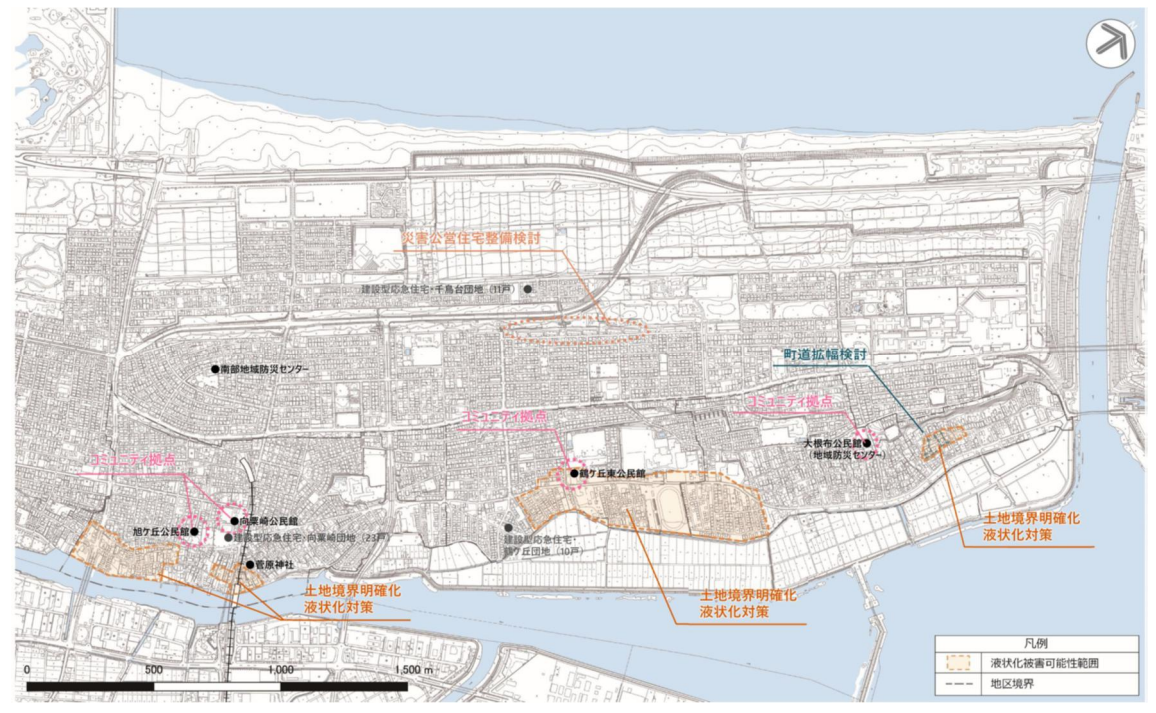 災害公営住宅整備検討
建設型応急住宅・千鳥台団地（11戸）
町道拡幅検討
南部地域防災センター
コミュニティ拠点
コミュニティ拠点
大根布公民館
（地域防災センター）
コミュニティ拠点
鶴ケ丘東公民館
向粟崎公民館
旭ケ丘公民館
建設型応急住宅・向粟崎団地（23戸）
建設型応急住宅・
鶴ケ丘団地（10戸）
土地境界明確化
液状化対策
菅原神社
土地境界明確化
液状化対策
土地境界明確化
液状化対策
凡例
液状化被害可能性範囲
地区境界
0 500 1,000 1,500 m